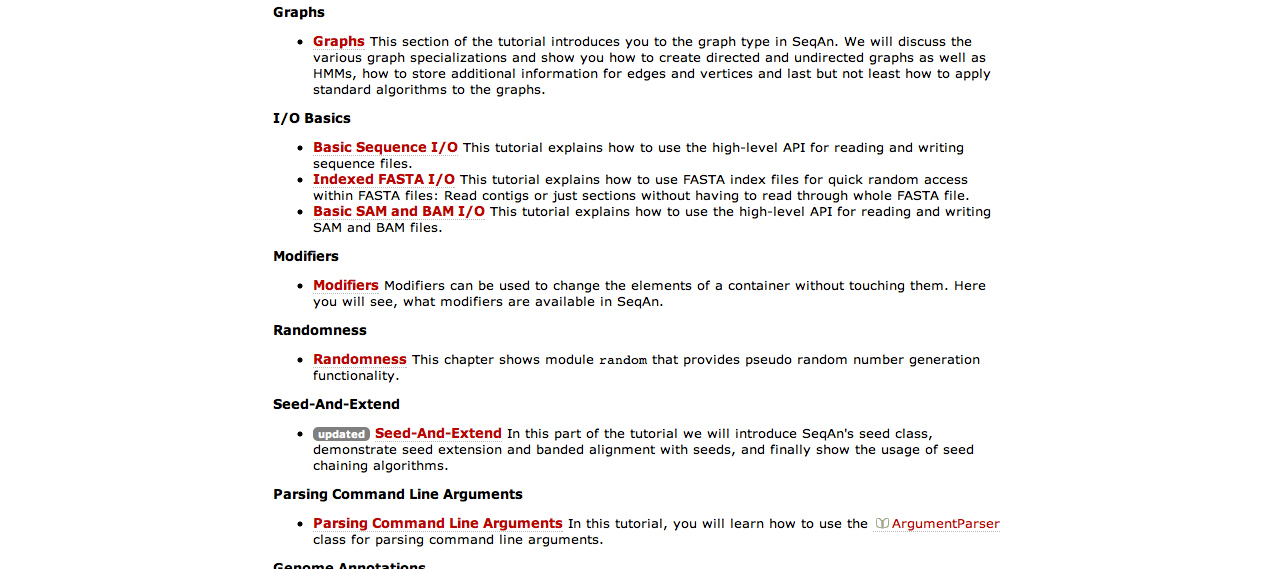 Graphs
Graphs This section of the tutorial introduces you to the graph type in SeqAn. We will discuss the
various graph specializations and show you how to create directed and undirected graphs as well as
HMMs, how to store additional information for edges and vertices and last but not least how to apply
standard algorithms to the graphs.
I/O Basics
Basic Sequence I/O This tutorial explains how to use the high-level API for reading and writing
sequence files.
Indexed FASTA I/O This tutorial explains how to use FASTA index files for quick random access
within FASTA files: Read contigs or just sections without having to read through whole FASTA file.
Basic SAM and BAM I/O This tutorial explains how to use the high-level API for reading and writing
SAM and BAM files.
Modifiers
Modifiers Modifiers can be used to change the elements of a container without touching them. Here
you will see, what modifiers are available in SeqAn.
Randomness
Randomness This chapter shows module random that provides pseudo random number generation
functionality.
Seed-And-Extend
updated Seed-And-Extend In this part of the tutorial we will introduce SeqAn's seed class,
demonstrate seed extension and banded alignment with seeds, and finally show the usage of seed
chaining algorithms.
Parsing Command Line Arguments
Parsing Command Line Arguments In this tutorial, you will learn how to use the ArgumentParser
class for parsing command line arguments.
Genome Annotations